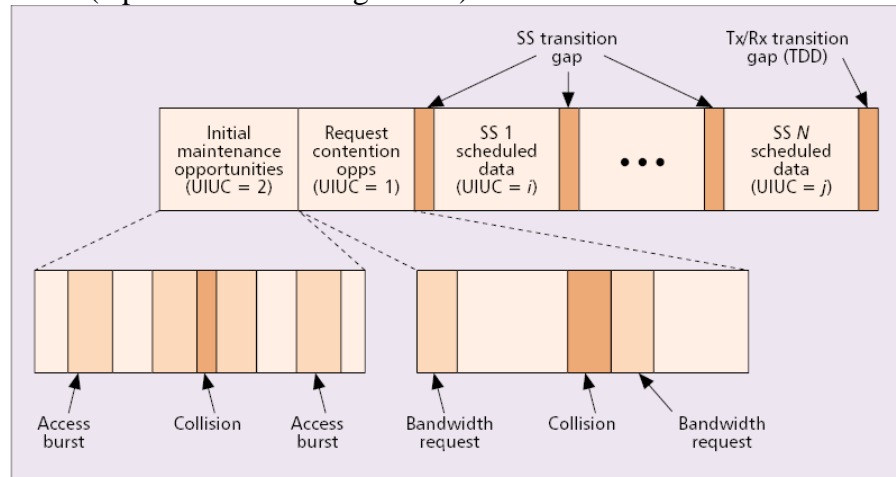 SS transition
gap
Tx/Rx transition
gap (TDD)
Initial
maintenance
opportunities
(UIUC = 2)
Request
contention
opps
(UIUC = 1)
SS 1
scheduled
data
(UIUC = i)
• • •
SS N
scheduled
data
(UIUC = j)
Access
burst
Collision
Access
burst
Bandwidth
request
Collision
Bandwidth
request